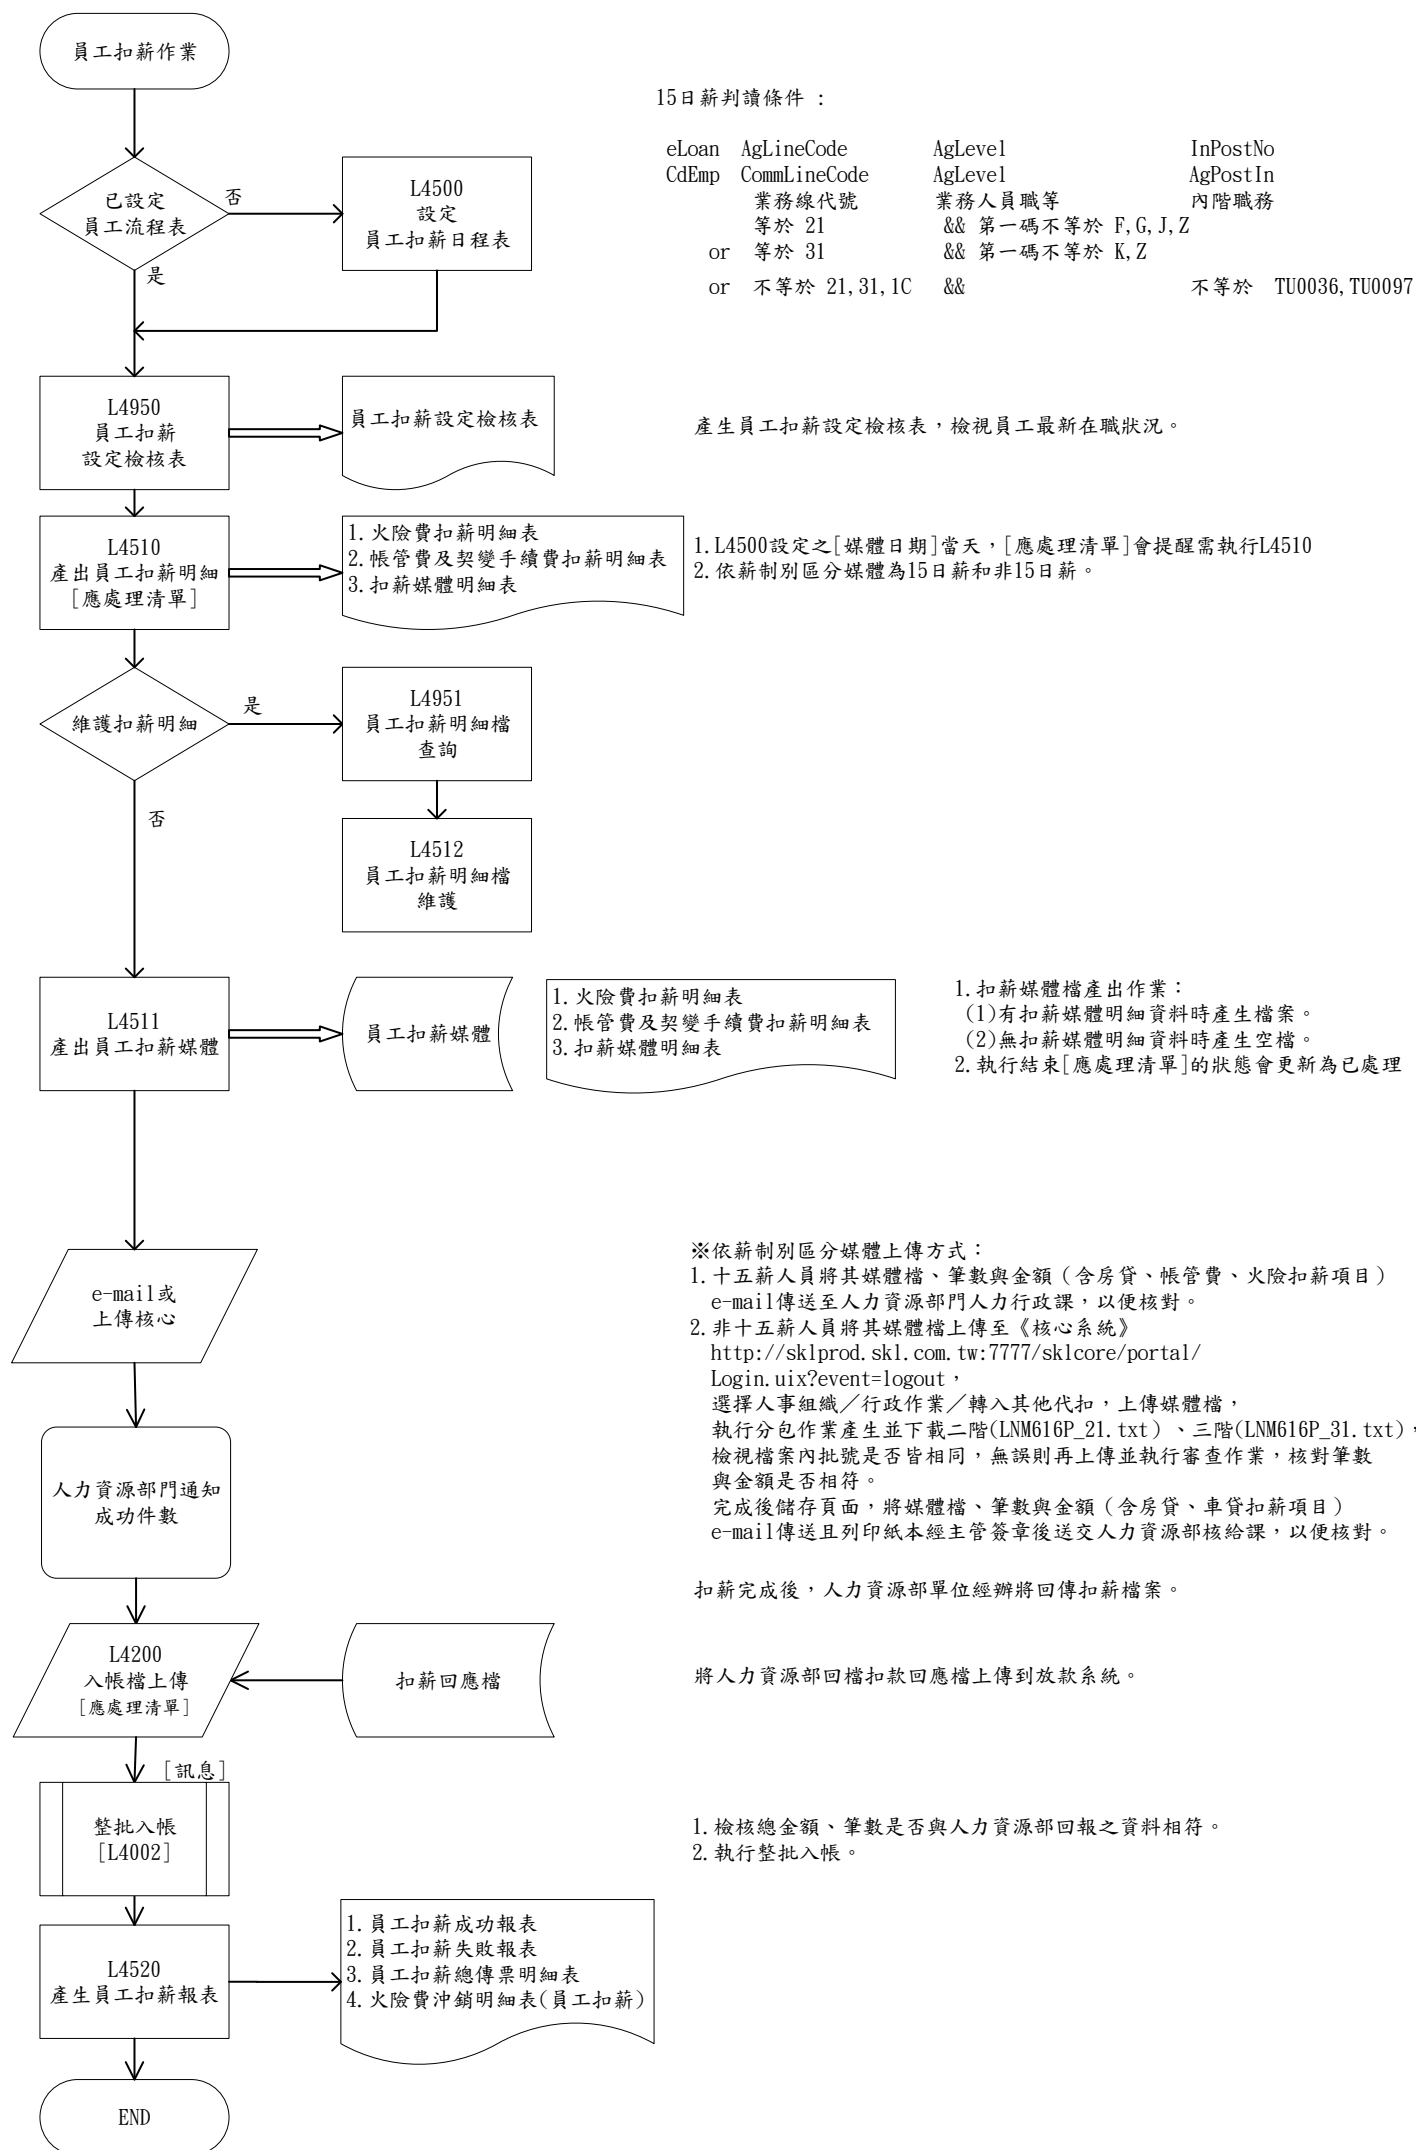 員工扣薪作業
15日薪判讀條件 :
eLoan AgLineCode AgLevel InPostNo
CdEmp CommLineCode AgLevel AgPostIn
業務線代號 業務人員職等 內階職務
等於 21 && 第一碼不等於 F,G,J,Z
or 等於 31 && 第一碼不等於 K,Z
or 不等於 21,31,1C && 不等於 TU0036,TU0097
已設定
員工流程表
否
是
L4500
設定
員工扣薪日程表
L4950
員工扣薪
設定檢核表
員工扣薪設定檢核表
產生員工扣薪設定檢核表，檢視員工最新在職狀況。
L4510
產出員工扣薪明細
[應處理清單]
1.火險費扣薪明細表
2.帳管費及契變手續費扣薪明細表
3.扣薪媒體明細表
1.L4500設定之[媒體日期]當天，[應處理清單]會提醒需執行L4510
2.依薪制別區分媒體為15日薪和非15日薪。
維護扣薪明細
是
否
L4951
員工扣薪明細檔
查詢
L4512
員工扣薪明細檔
維護
L4511
產出員工扣薪媒體
員工扣薪媒體
1.火險費扣薪明細表
2.帳管費及契變手續費扣薪明細表
3.扣薪媒體明細表
1.扣薪媒體檔產出作業：
(1)有扣薪媒體明細資料時產生檔案。
(2)無扣薪媒體明細資料時產生空檔。
2.執行結束[應處理清單]的狀態會更新為已處理
e-mail或
上傳核心
※依薪制別區分媒體上傳方式：
1.十五薪人員將其媒體檔、筆數與金額（含房貸、帳管費、火險扣薪項目）
e-mail傳送至人力資源部門人力行政課，以便核對。
2.非十五薪人員將其媒體檔上傳至《核心系統》
http://sklprod.skl.com.tw:7777/sklcore/portal/
Login.uix?event=logout，
選擇人事組織／行政作業／轉入其他代扣，上傳媒體檔，
執行分包作業產生並下載二階(LNM616P_21.txt）、三階(LNM616P_31.txt)，
檢視檔案內批號是否皆相同，無誤則再上傳並執行審查作業，核對筆數
與金額是否相符。
完成後儲存頁面，將媒體檔、筆數與金額（含房貸、車貸扣薪項目）
e-mail傳送且列印紙本經主管簽章後送交人力資源部核給課，以便核對。
人力資源部門通知
成功件數
扣薪完成後，人力資源部單位經辦將回傳扣薪檔案。
L4200
入帳檔上傳
[應處理清單]
扣薪回應檔
將人力資源部回檔扣款回應檔上傳到放款系統。
[訊息]
整批入帳
[L4002]
1.檢核總金額、筆數是否與人力資源部回報之資料相符。
2.執行整批入帳。
L4520
產生員工扣薪報表
1.員工扣薪成功報表
2.員工扣薪失敗報表
3.員工扣薪總傳票明細表
4.火險費沖銷明細表(員工扣薪)
END